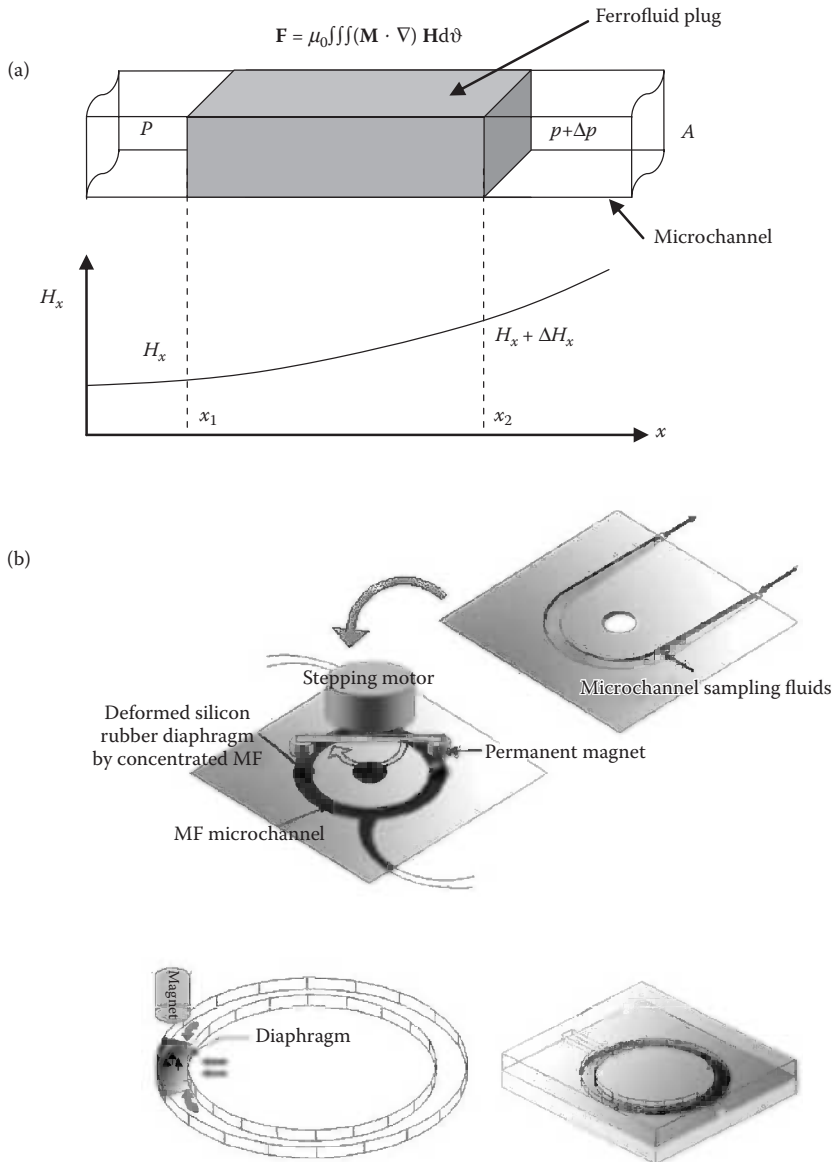 (a)
F = μ₀∫∫∫(M · ∇) Hdϑ
Ferrofluid plug
P
p+Δp
A
Microchannel
Hₓ
Hₓ
Hₓ + ΔHₓ
x₁
x₂
x
(b)
Stepping motor
Microchannel sampling fluids
Deformed silicon
rubber diaphragm
by concentrated MF
Permanent magnet
MF microchannel
Magnet
Diaphragm